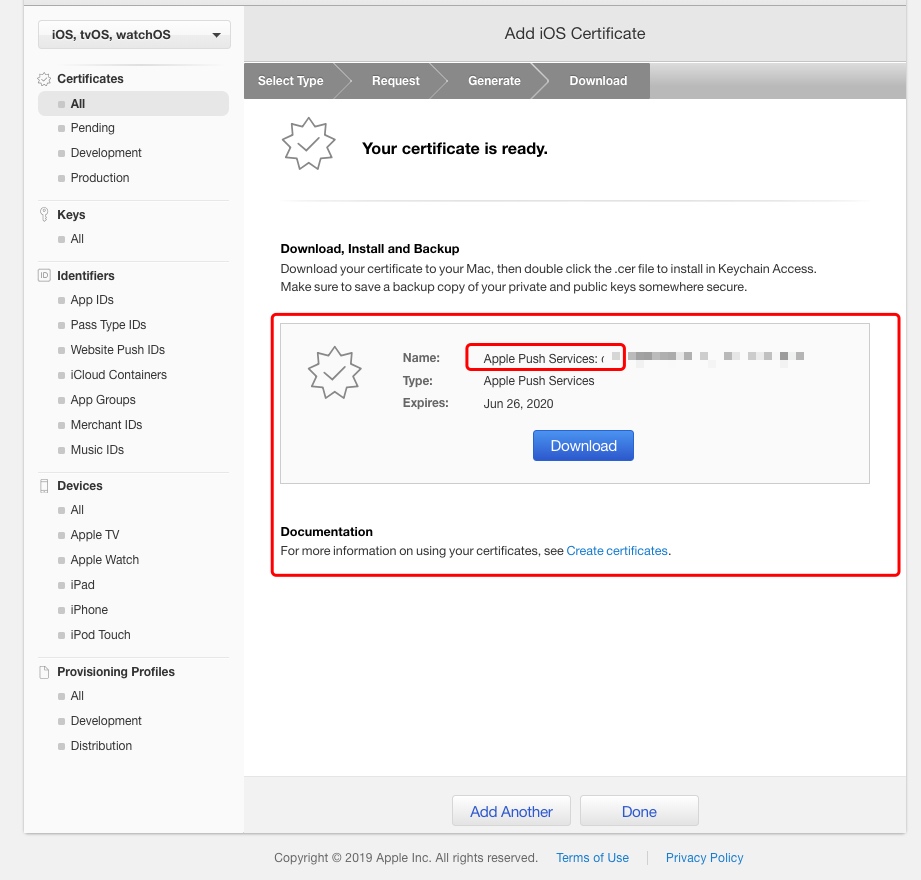 iOS, tvOS, watchOS
Certificates
All
Pending
Development
Production
Keys
All
ID
Identifiers
App IDs
Pass Type IDs
Website Push IDs
iCloud Containers
App Groups
Merchant IDs
Music IDs
Devices
All
Apple TV
Apple Watch
iPad
iPhone
iPod Touch
Provisioning Profiles
All
Development
Distribution
Add iOS Certificate
Select Type Request Generate Download
Your certificate is ready.
Download, Install and Backup
Download your certificate to your Mac, then double click the .cer file to install in Keychain Access.
Make sure to save a backup copy of your private and public keys somewhere secure.
Name: Apple Push Services:
Type: Apple Push Services
Expires: Jun 26, 2020
Download
Documentation
For more information on using your certificates, see Create certificates.
Add Another Done
Copyright © 2019 Apple Inc. All rights reserved. Terms of Use Privacy Policy